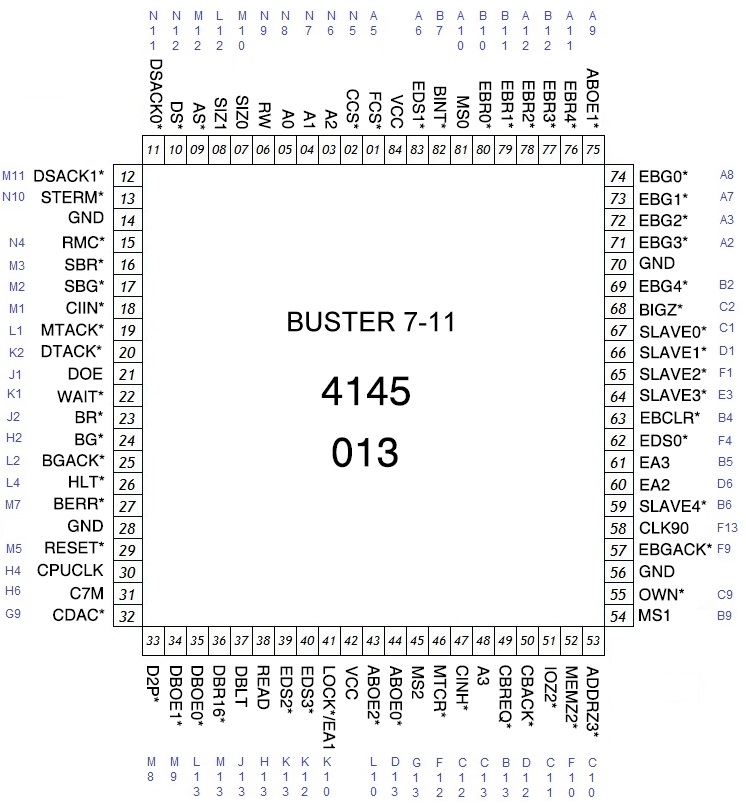 N11 N12 M12 L12 M10 N9 N8 N7 N6 N5 A5 A6 B7 A10 B10 B11 A12 B12 A11 A9
DSACK0* DS* AS* SIZ1 SIZ0 RW A0 A1 A2 CCS* FCS* VCC EDS1* BINT* MS0 EBR0* EBR1* EBR2* EBR3* EBR4* ABOE1*
11 10 09 08 07 06 05 04 03 02 01 84 83 82 81 80 79 78 77 76 75
M11 DSACK1* 12 74 EBG0* A8
N10 STERM* 13 73 EBG1* A7
GND 14 72 EBG2* A3
N4 RMC* 15 71 EBG3* A2
M3 SBR* 16 70 GND
M2 SBG* 17 69 EBG4* B2
M1 CIIN* 18 68 BIGZ* C2
BUSTER 7-11
L1 MTACK* 19 67 SLAVE0* C1
K2 DTACK* 20 66 SLAVE1* D1
J1 DOE 21 65 SLAVE2* F1
4145
K1 WAIT* 22 64 SLAVE3* E3
J2 BR* 23 63 EBCLR* B4
H2 BG* 24 62 EDS0* F4
013
L2 BGACK* 25 61 EA3 B5
L4 HLT* 26 60 EA2 D6
M7 BERR* 27 59 SLAVE4* B6
GND 28 58 CLK90 F13
M5 RESET* 29 57 EBGACK* F9
H4 CPUCLK 30 56 GND
H6 C7M 31 55 OWN* C9
G9 CDAC* 32 54 MS1 B9
33 34 35 36 37 38 39 40 41 42 43 44 45 46 47 48 49 50 51 52 53
D2P* DBOE1* DBOE0* DBR16* DBLT READ EDS2* EDS3* LOCK*/EA1 VCC ABOE2* ABOE0* MS2 MTCR* CINH* A3 CBREQ* CBACK* IOZ2* MEMZ2* ADDRZ3*
M8 M9 L13 M13 J13 H13 K13 K12 K10 L10 D13 G13 F12 C12 C13 B13 D12 C11 F10 C10